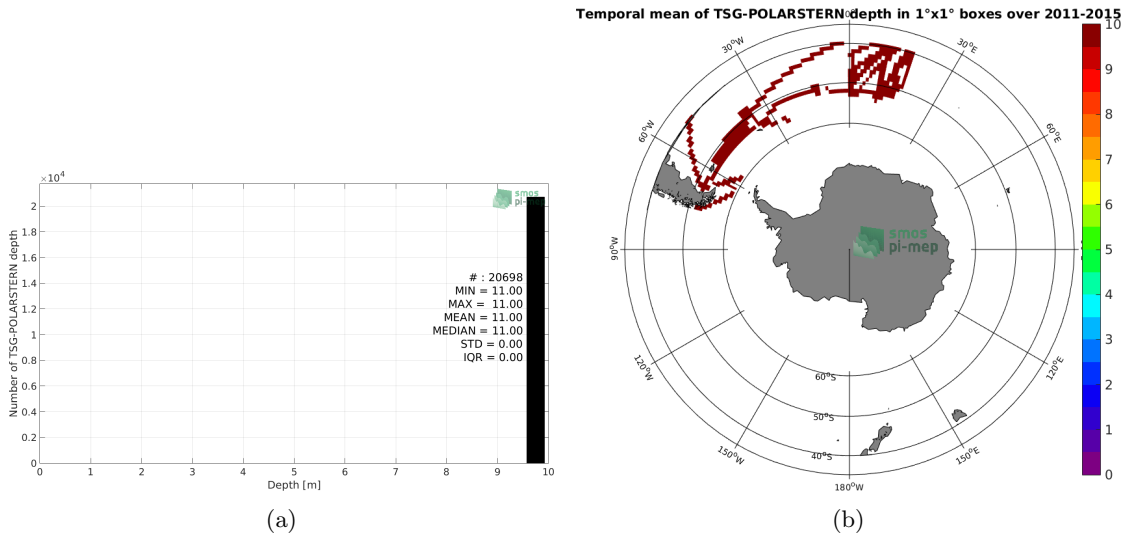 ×10⁴
2
1.8
1.6
1.4
1.2
1
0.8
0.6
0.4
0.2
0
Number of TSG-POLARSTERN depth
smos
pi-mep
# : 20698
MIN = 11.00
MAX = 11.00
MEAN = 11.00
MEDIAN = 11.00
STD = 0.00
IQR = 0.00
0 1 2 3 4 5 6 7 8 9 10
Depth [m]
(a)
Temporal mean of TSG-POLARSTERN depth in 1°x1° boxes over 2011-2015
30°W
30°E
60°W
60°E
90°W
smos
pi-mep
120°W
120°E
60°S
50°S
40°S
150°W
150°E
180°W
10
9
8
7
6
5
4
3
2
1
0
(b)